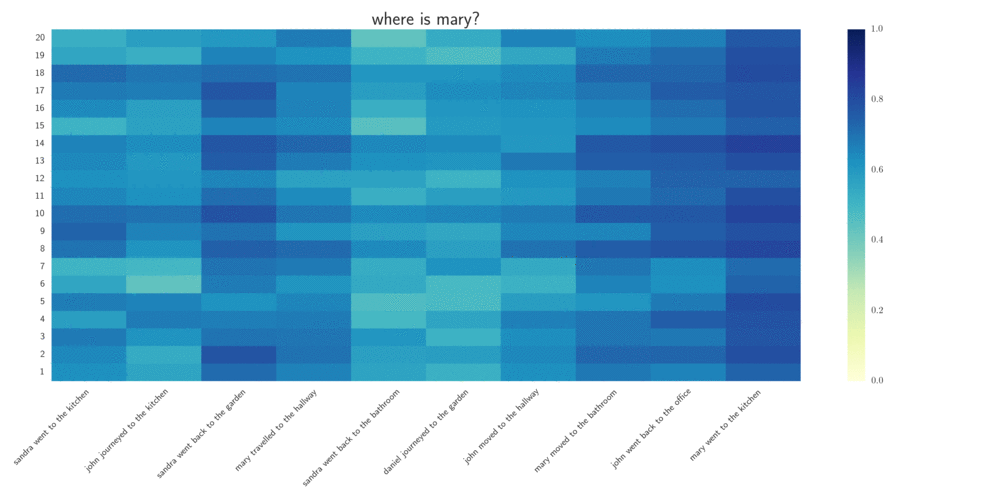 where is mary?
20
19
18
17
16
15
14
13
12
11
10
9
8
7
6
5
4
3
2
1
sandra went to the kitchen
john journeyed to the kitchen
sandra went back to the garden
mary travelled to the hallway
sandra went back to the bathroom
daniel journeyed to the garden
john moved to the hallway
mary moved to the bathroom
john went back to the office
mary went to the kitchen
1.0
0.8
0.6
0.4
0.2
0.0